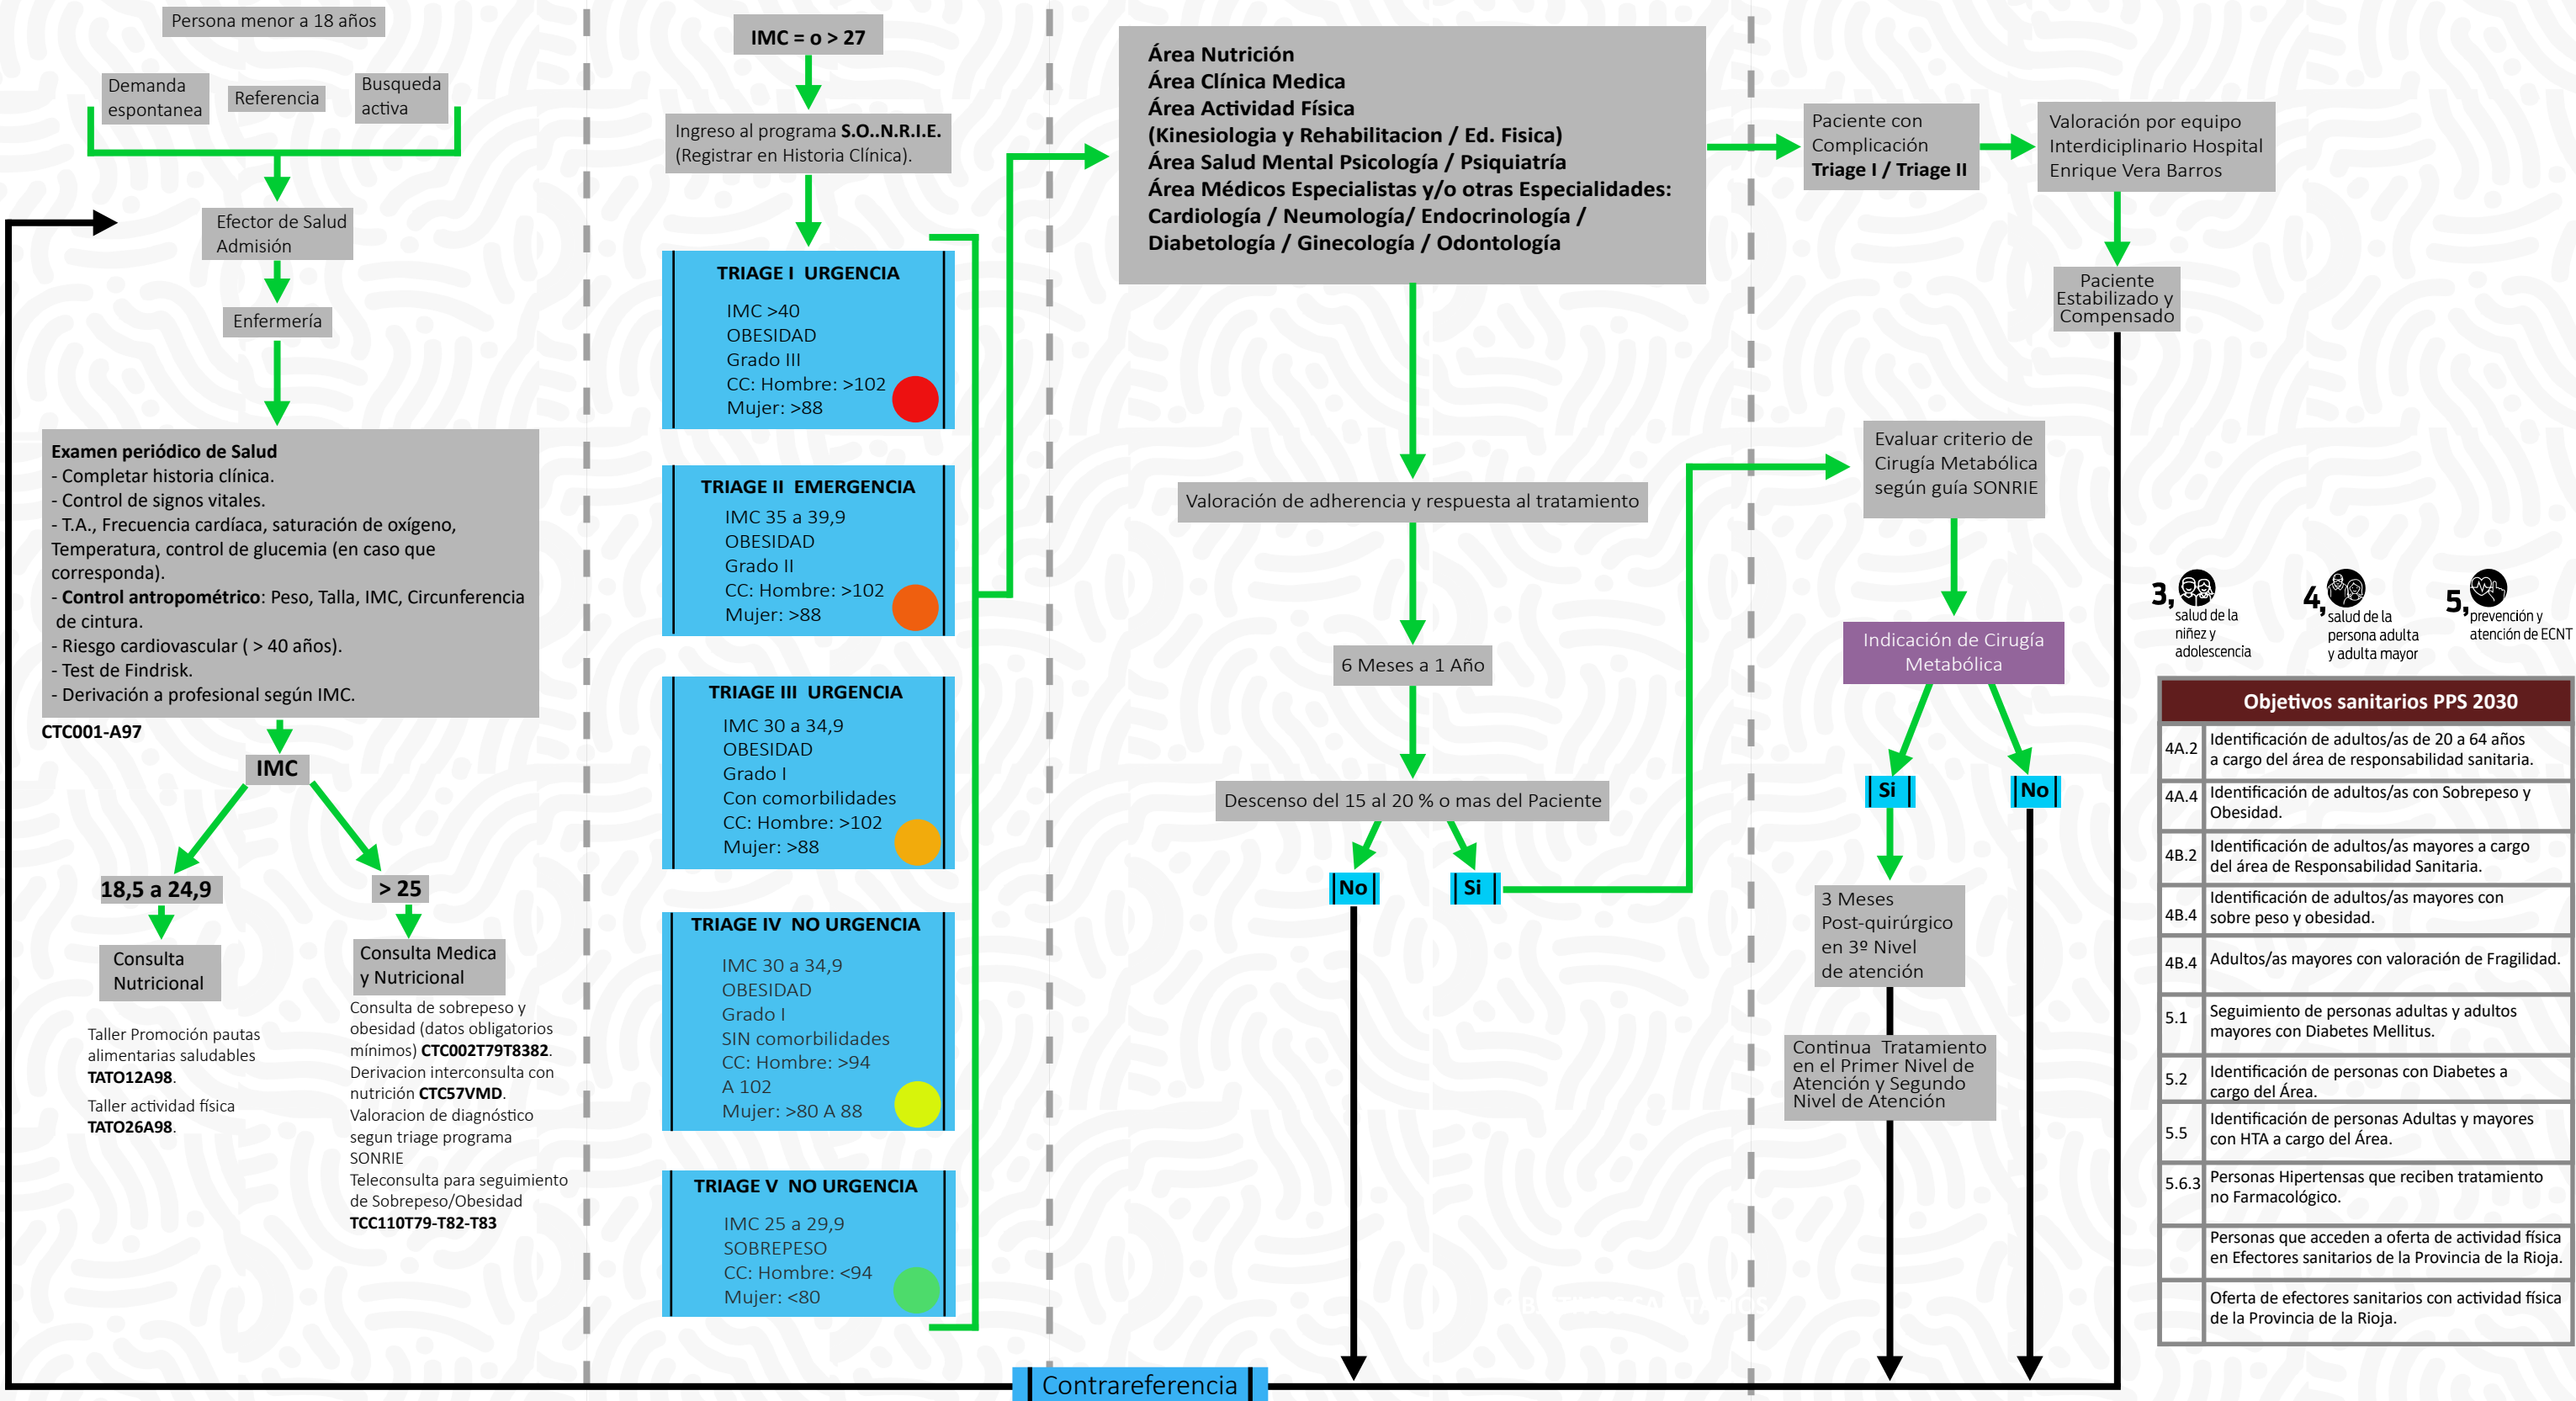 Persona menor a 18 años
Demanda
espontanea
Referencia
Busqueda
activa
Efector de Salud
Admisión
Enfermería
Examen periódico de Salud
- Completar historia clínica.
- Control de signos vitales.
- T.A., Frecuencia cardíaca, saturación de oxígeno,
Temperatura, control de glucemia (en caso que
corresponda).
- Control antropométrico: Peso, Talla, IMC, Circunferencia
de cintura.
- Riesgo cardiovascular ( > 40 años).
- Test de Findrisk.
- Derivación a profesional según IMC.
CTC001-A97
IMC
18,5 a 24,9
Consulta
Nutricional
Taller Promoción pautas
alimentarias saludables
TATO12A98.
Taller actividad física
TATO26A98.
> 25
Consulta Medica
y Nutricional
Consulta de sobrepeso y
obesidad (datos obligatorios
mínimos) CTC002T79T8382.
Derivacion interconsulta con
nutrición CTC57VMD.
Valoracion de diagnóstico
segun triage programa
SONRIE
Teleconsulta para seguimiento
de Sobrepeso/Obesidad
TCC110T79-T82-T83
IMC = o > 27
Ingreso al programa S.O..N.R.I.E.
(Registrar en Historia Clínica).
TRIAGE I URGENCIA
IMC >40
OBESIDAD
Grado III
CC: Hombre: >102
Mujer: >88
TRIAGE II EMERGENCIA
IMC 35 a 39,9
OBESIDAD
Grado II
CC: Hombre: >102
Mujer: >88
TRIAGE III URGENCIA
IMC 30 a 34,9
OBESIDAD
Grado I
Con comorbilidades
CC: Hombre: >102
Mujer: >88
TRIAGE IV NO URGENCIA
IMC 30 a 34,9
OBESIDAD
Grado I
SIN comorbilidades
CC: Hombre: >94
A 102
Mujer: >80 A 88
TRIAGE V NO URGENCIA
IMC 25 a 29,9
SOBREPESO
CC: Hombre: <94
Mujer: <80
Área Nutrición
Área Clínica Medica
Área Actividad Física
(Kinesiologia y Rehabilitacion / Ed. Fisica)
Área Salud Mental Psicología / Psiquiatría
Área Médicos Especialistas y/o otras Especialidades:
Cardiología / Neumología/ Endocrinología /
Diabetología / Ginecología / Odontología
Valoración de adherencia y respuesta al tratamiento
6 Meses a 1 Año
Descenso del 15 al 20 % o mas del Paciente
No
Si
Paciente con
Complicación
Triage I / Triage II
Valoración por equipo
Interdiciplinario Hospital
Enrique Vera Barros
Paciente
Estabilizado y
Compensado
Evaluar criterio de
Cirugía Metabólica
según guía SONRIE
Indicación de Cirugía
Metabólica
Si
No
3 Meses
Post-quirúrgico
en 3º Nivel
de atención
Continua Tratamiento
en el Primer Nivel de
Atención y Segundo
Nivel de Atención
Contrareferencia
3, salud de la
niñez y
adolescencia
4, salud de la
persona adulta
y adulta mayor
5, prevención y
atención de ECNT
Objetivos sanitarios PPS 2030
4A.2 Identificación de adultos/as de 20 a 64 años
a cargo del área de responsabilidad sanitaria.
4A.4 Identificación de adultos/as con Sobrepeso y
Obesidad.
4B.2 Identificación de adultos/as mayores a cargo
del área de Responsabilidad Sanitaria.
4B.4 Identificación de adultos/as mayores con
sobre peso y obesidad.
4B.4 Adultos/as mayores con valoración de Fragilidad.
5.1 Seguimiento de personas adultas y adultos
mayores con Diabetes Mellitus.
5.2 Identificación de personas con Diabetes a
cargo del Área.
5.5 Identificación de personas Adultas y mayores
con HTA a cargo del Área.
5.6.3 Personas Hipertensas que reciben tratamiento
no Farmacológico.
Personas que acceden a oferta de actividad física
en Efectores sanitarios de la Provincia de la Rioja.
Oferta de efectores sanitarios con actividad física
de la Provincia de la Rioja.